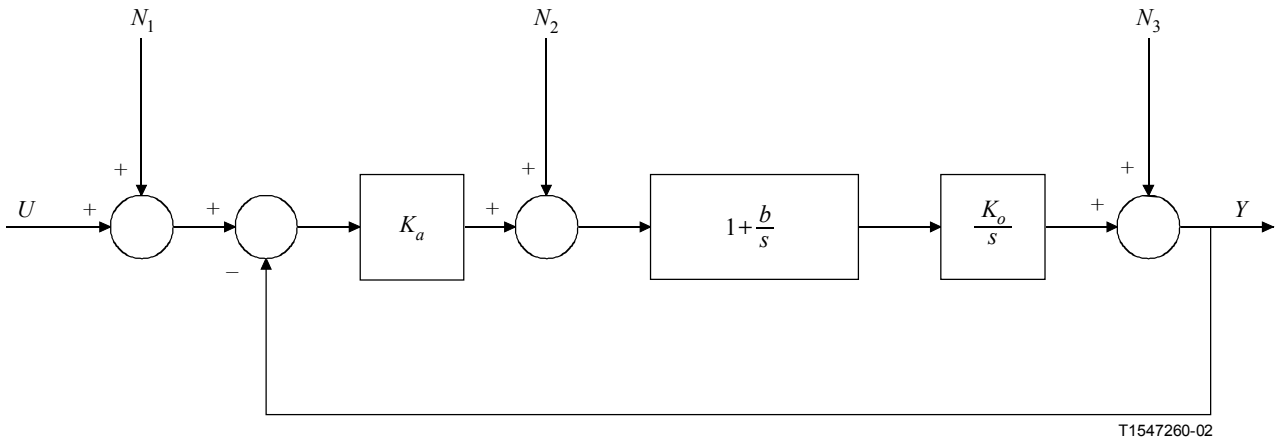 N1 N2 N3
+ + +
U + + Ka + 1+b/s Ko/s + Y
−
T1547260-02